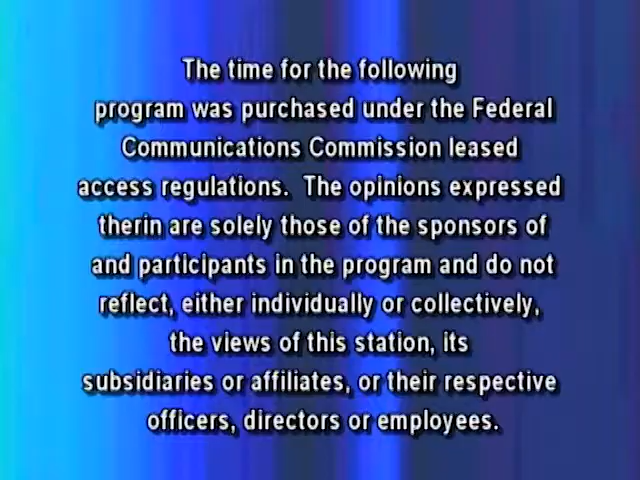 The time for the following
program was purchased under the Federal
Communications Commission leased
access regulations.  The opinions expressed
therin are solely those of the sponsors of
and participants in the program and do not
reflect, either individually or collectively,
the views of this station, its
subsidiaries or affiliates, or their respective
officers, directors or employees.